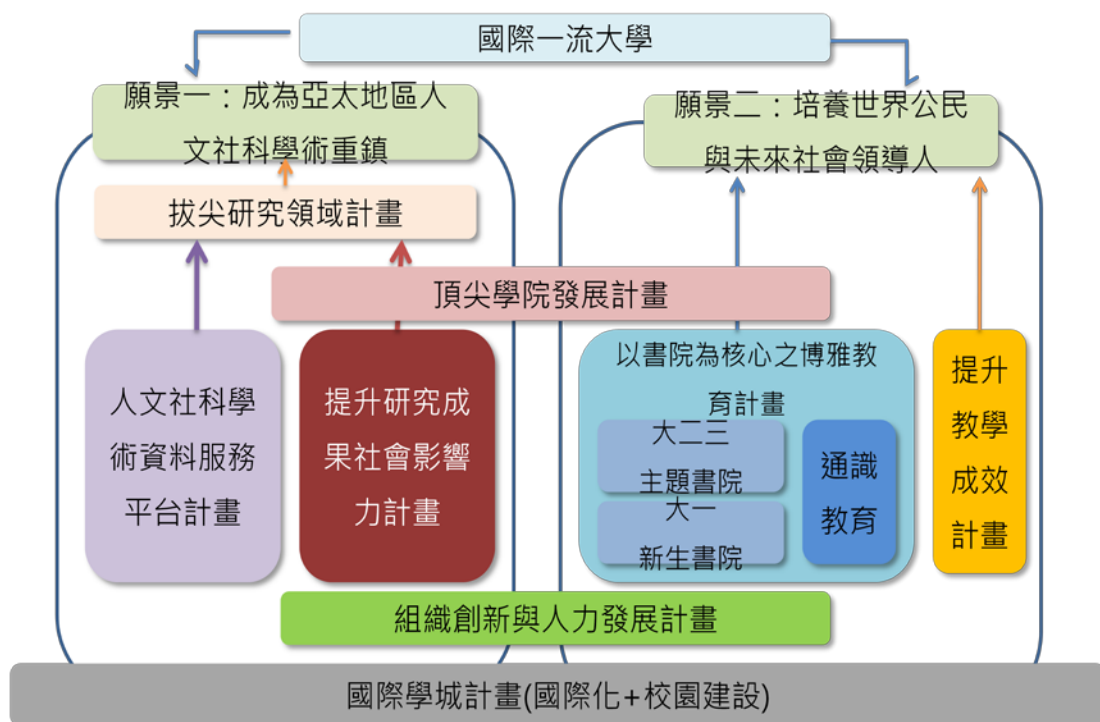 國際一流大學
願景一：成為亞太地區人
文社科學術重鎮
願景二：培養世界公民
與未來社會領導人
拔尖研究領域計畫
頂尖學院發展計畫
人文社科學
術資料服務
平台計畫
提升研究成
果社會影響
力計畫
以書院為核心之博雅教
育計畫
大二三
主題書院
大一
新生書院
通識
教育
提升
教學
成效
計畫
組織創新與人力發展計畫
國際學城計畫(國際化+校園建設)